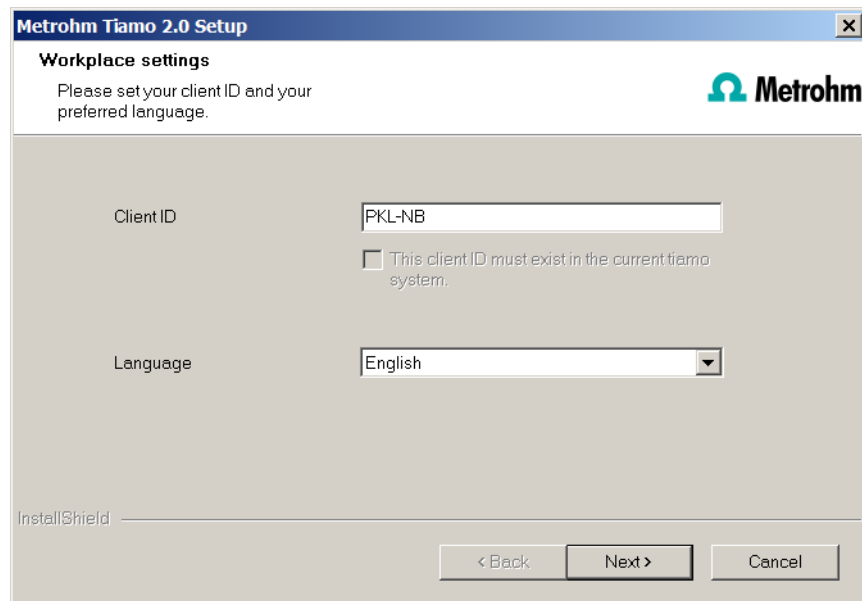 Metrohm Tiamo 2.0 Setup
Workplace settings
Please set your client ID and your
preferred language.
Metrohm
Client ID
PKL-NB
This client ID must exist in the current tiamo
system.
Language
English
InstallShield
< Back
Next >
Cancel